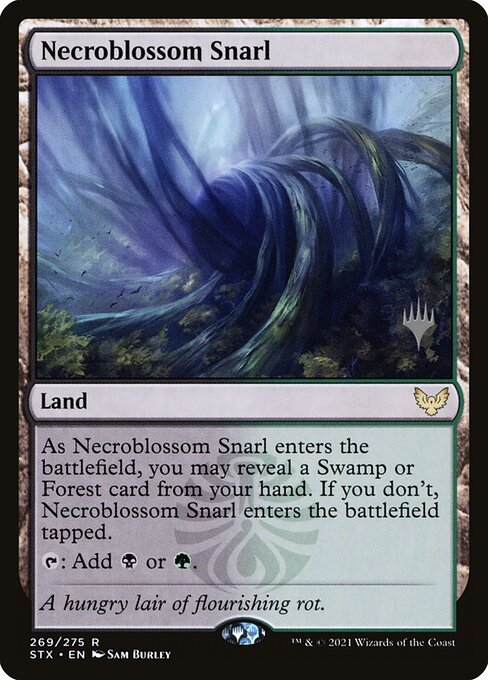 Necroblossom Snarl
Land
As Necroblossom Snarl enters the
battlefield, you may reveal a Swamp or
Forest card from your hand. If you don't,
Necroblossom Snarl enters the battlefield
tapped.
: Add or .
A hungry lair of flourishing rot.
269/275 R
STX • EN SAM BURLEY
™ & © 2021 Wizards of the Coast